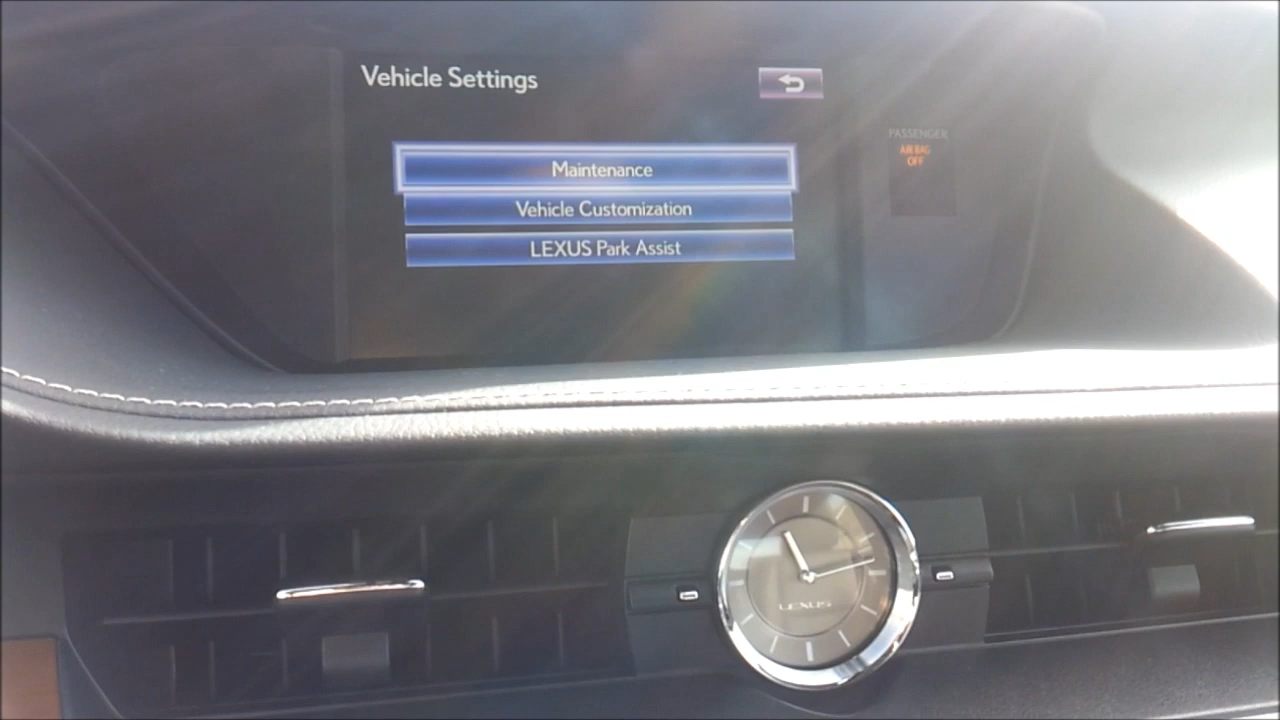 Vehicle Settings
PASSENGER
AIR BAG
OFF
Maintenance
Vehicle Customization
LEXUS Park Assist
LEXUS